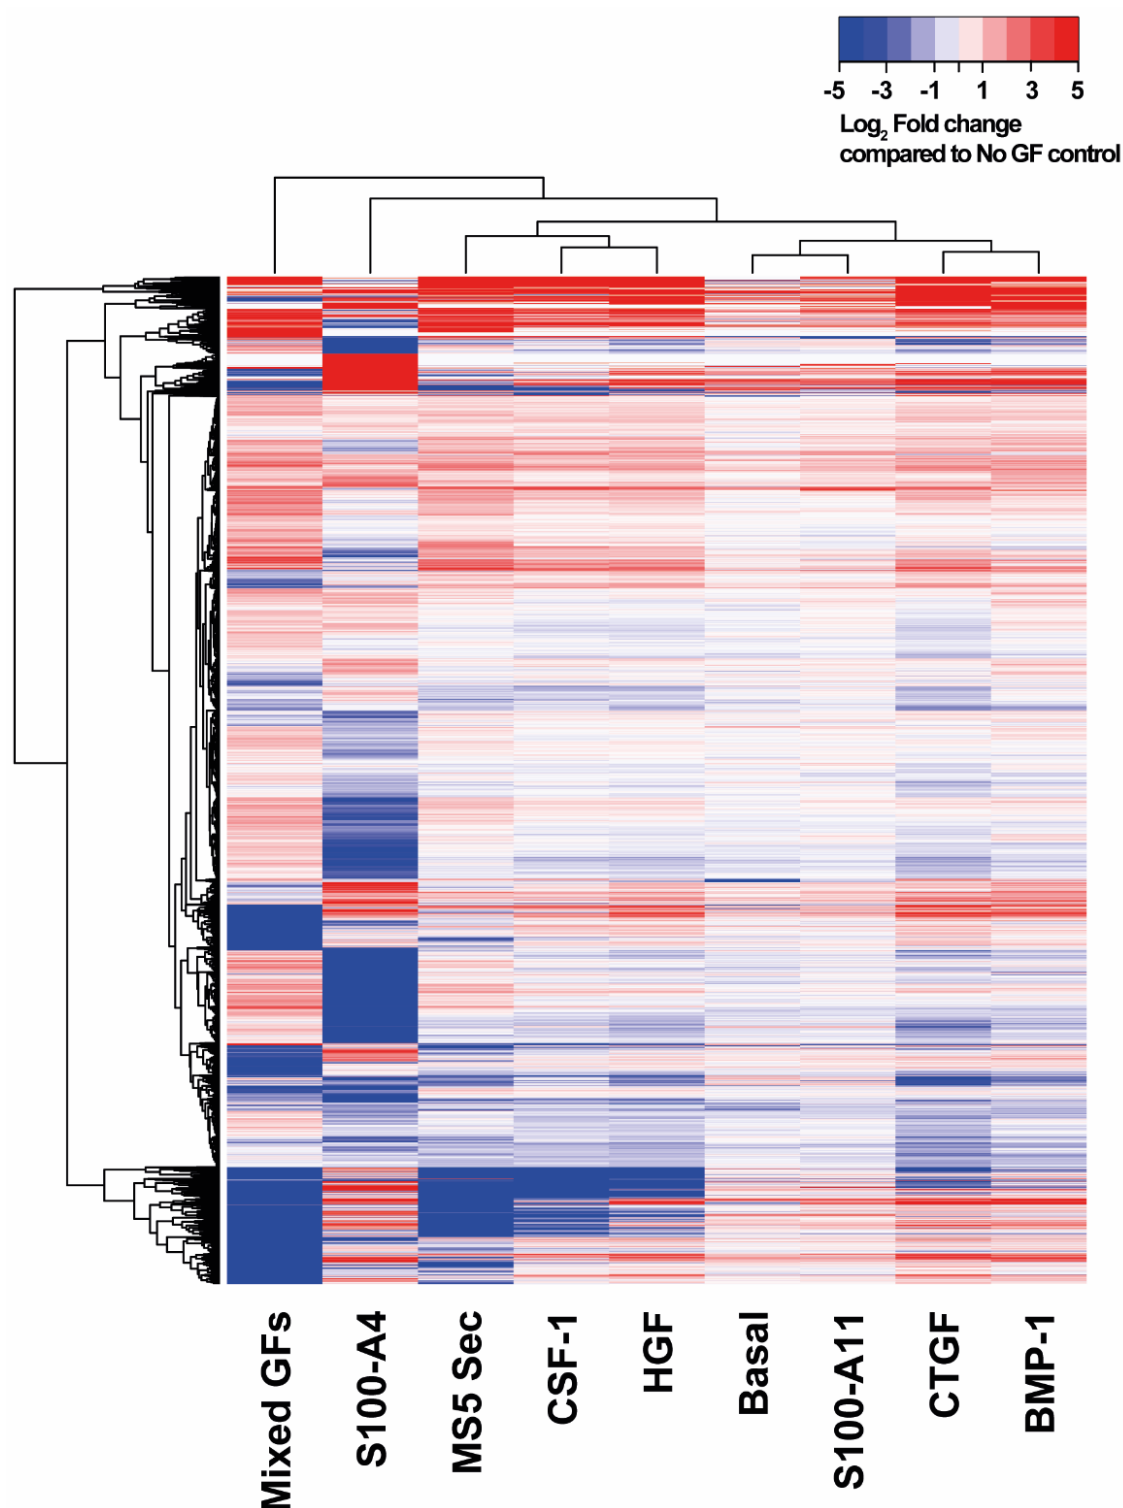 -5 -3 -1 1 3 5
Log2 Fold change
compared to No GF control
Mixed GFs
S100-A4
MS5 Sec
CSF-1
HGF
Basal
S100-A11
CTGF
BMP-1